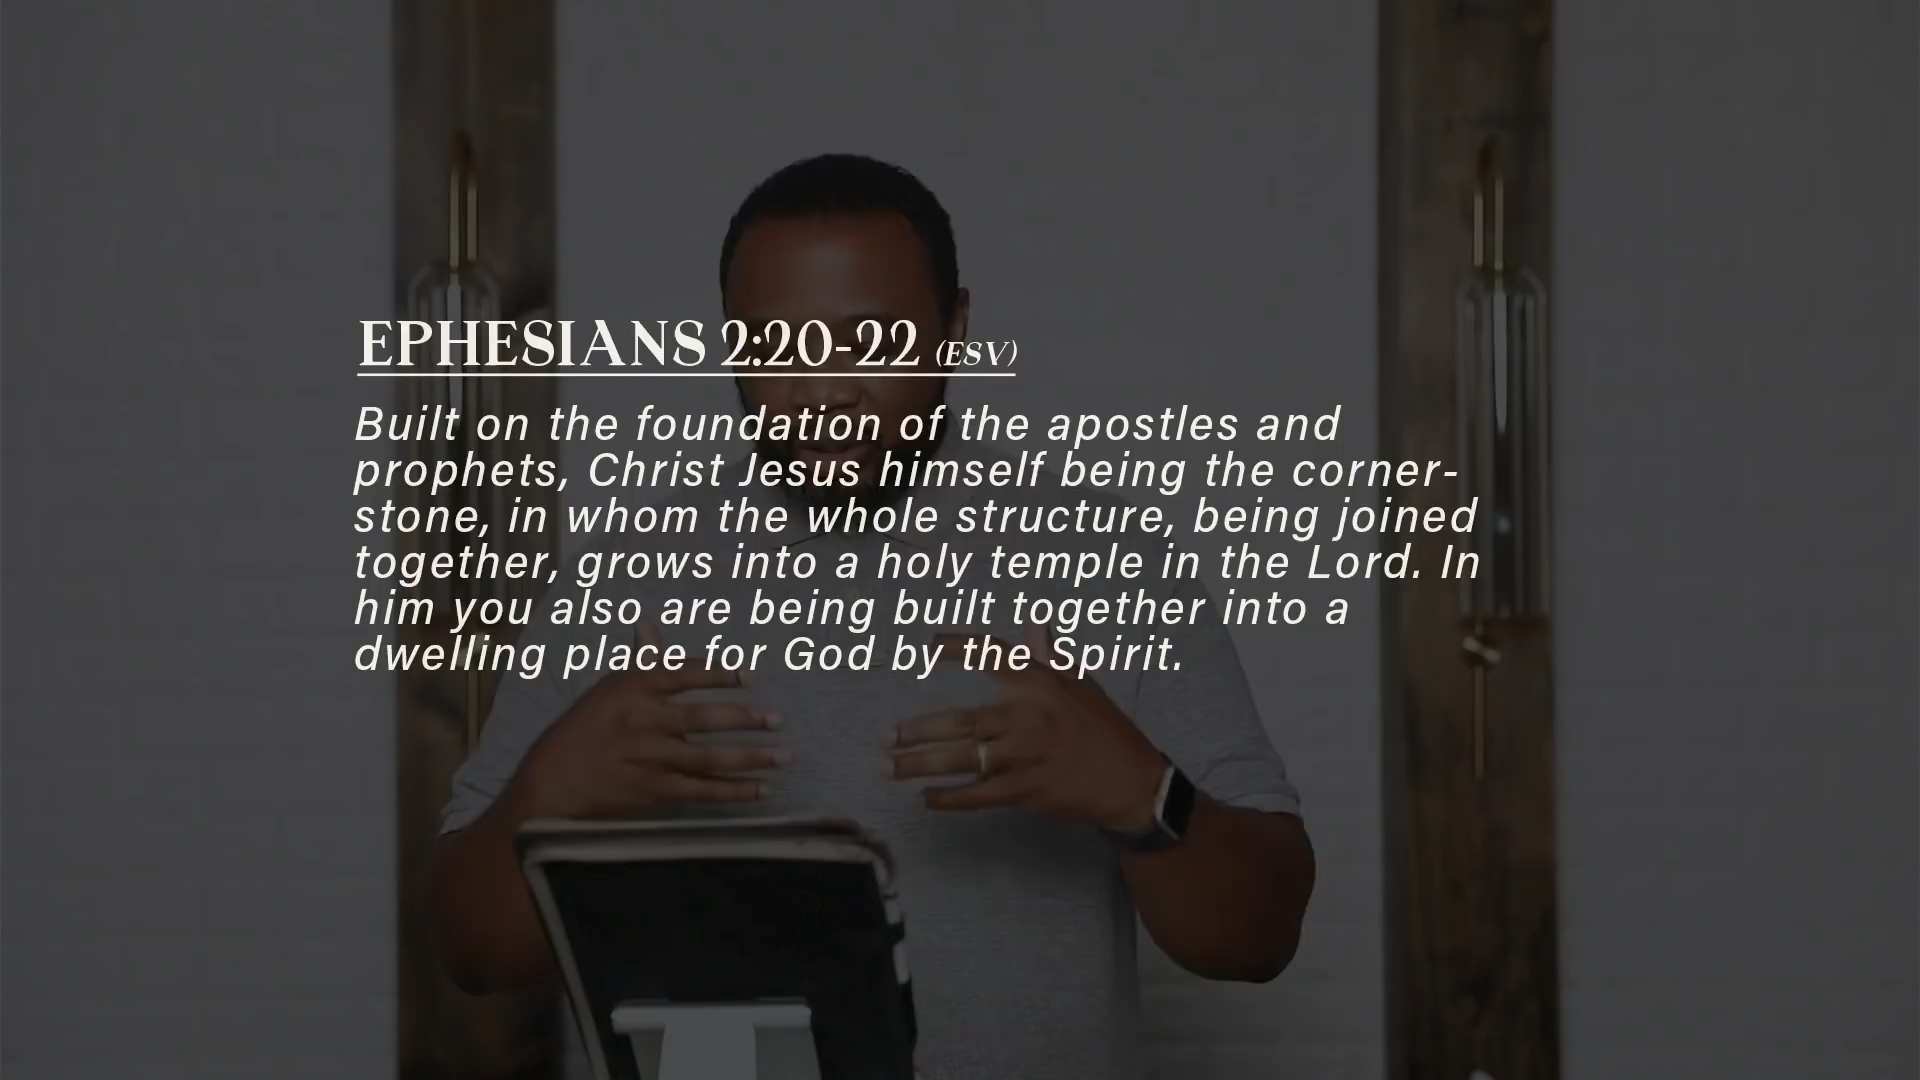 EPHESIANS 2:20-22 (ESV)
Built on the foundation of the apostles and
prophets, Christ Jesus himself being the corner-
stone, in whom the whole structure, being joined
together, grows into a holy temple in the Lord. In
him you also are being built together into a
dwelling place for God by the Spirit.